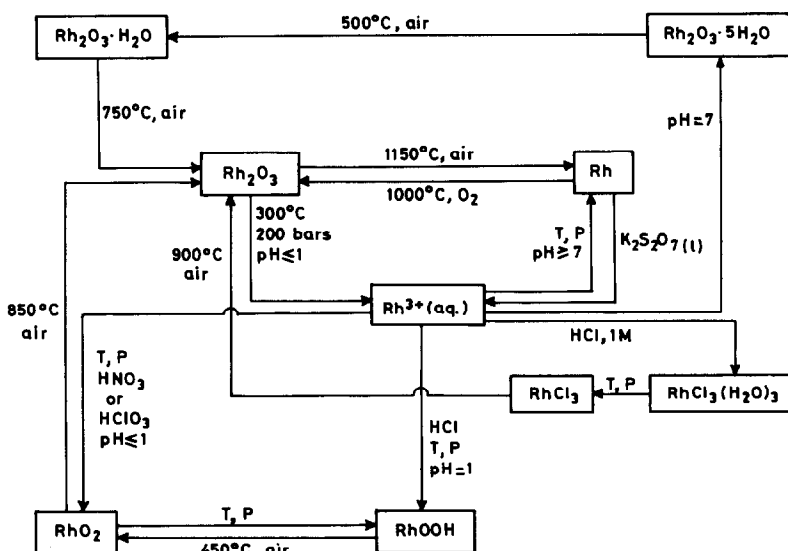 500°C, air
Rh₂O₃·H₂O
Rh₂O₃·5H₂O
750°C, air
pH=7
Rh₂O₃
1150°C, air
1000°C, O₂
Rh
300°C
200 bars
pH≤1
900°C
air
T, P
pH≥7
K₂S₂O₇(l)
850°C
air
Rh³⁺(aq.)
HCl, 1M
T, P
HNO₃
or
HClO₃
pH≤1
RhCl₃
T, P
RhCl₃(H₂O)₃
HCl
T, P
pH=1
RhO₂
T, P
RhOOH
air